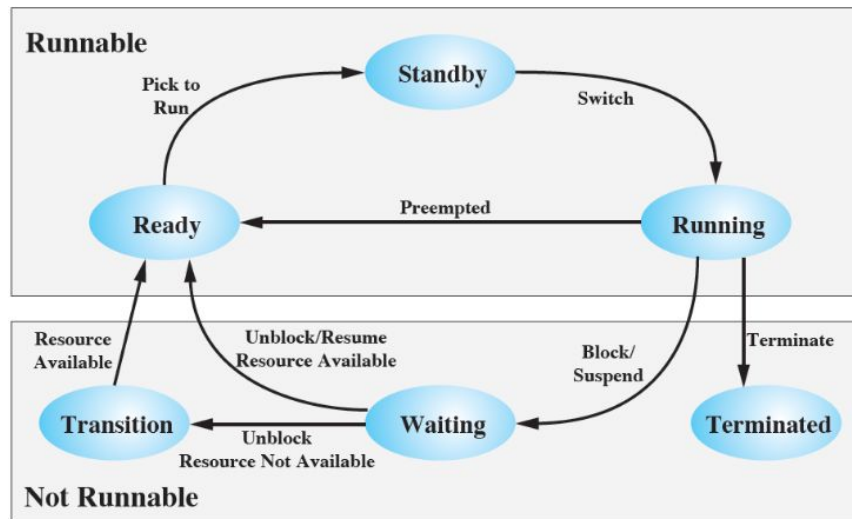 Runnable
Standby
Pick to
Run
Switch
Ready
Preempted
Running
Resource
Available
Unblock/Resume
Resource Available
Block/
Suspend
Terminate
Transition
Waiting
Terminated
Unblock
Resource Not Available
Not Runnable